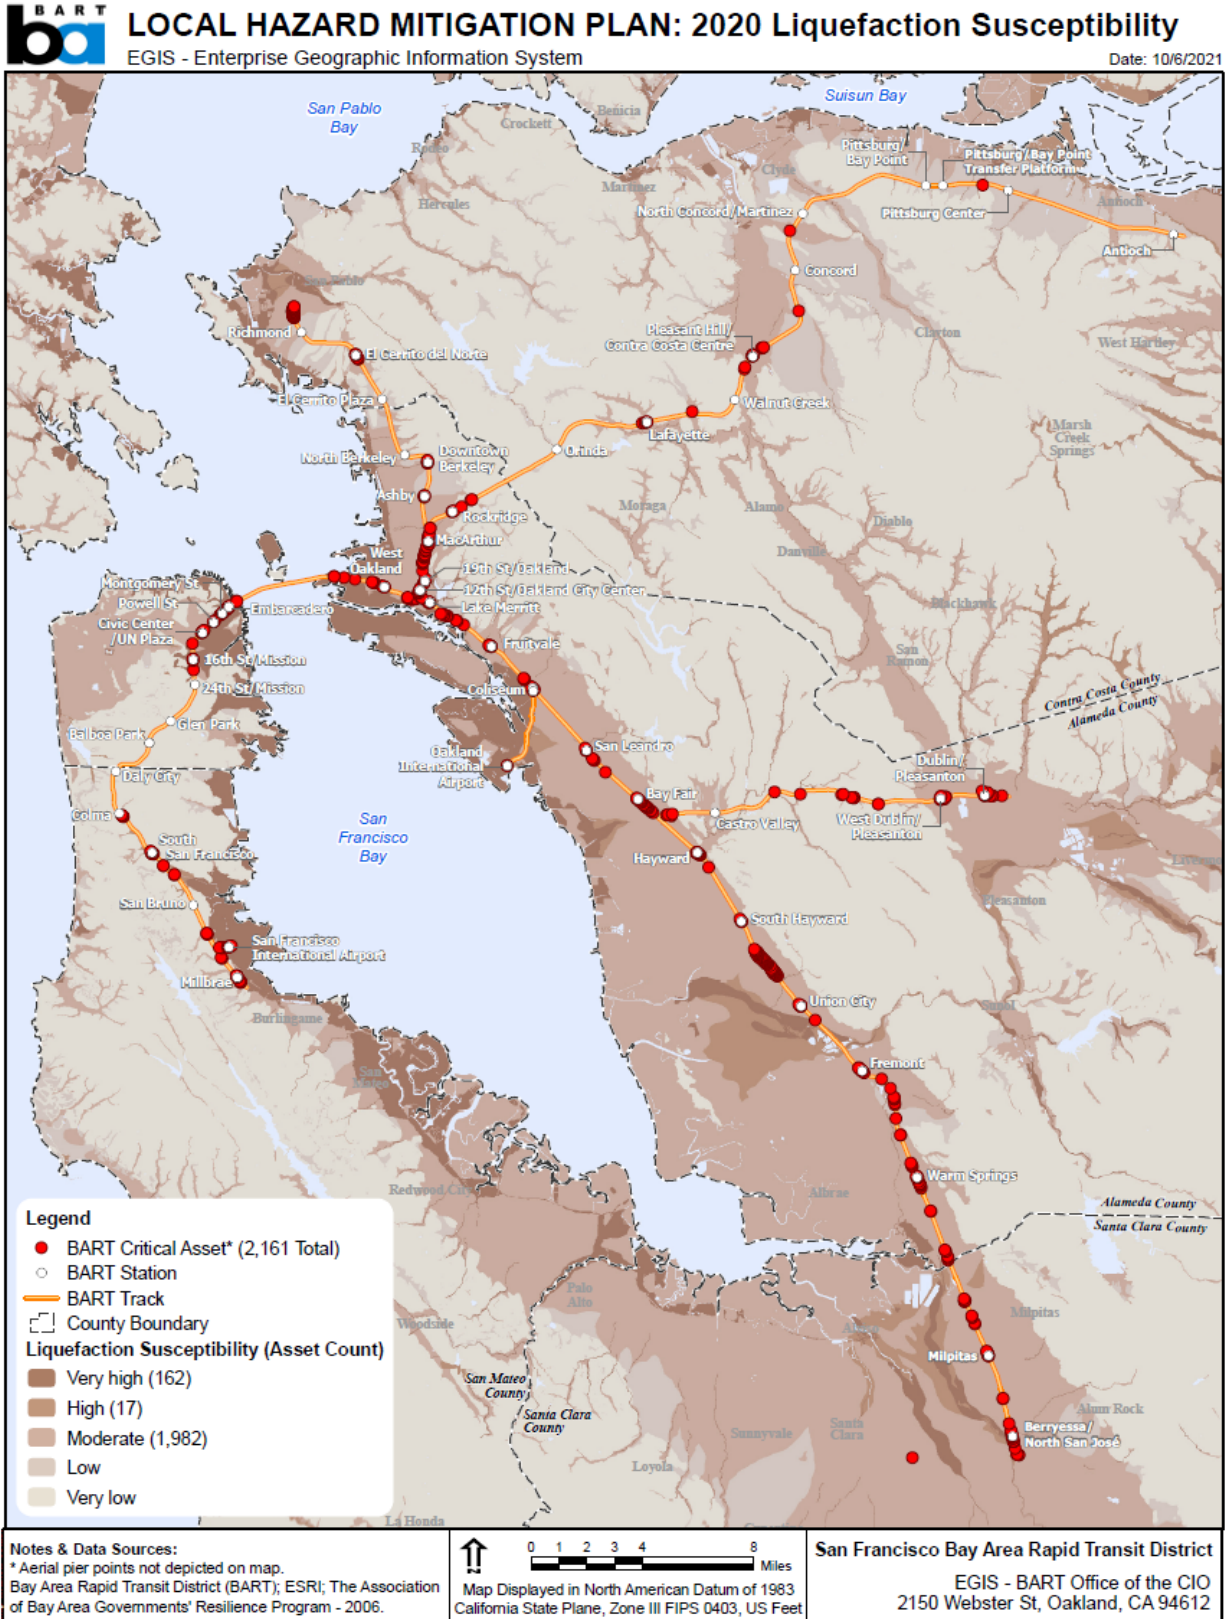 BART
ba
LOCAL HAZARD MITIGATION PLAN: 2020 Liquefaction Susceptibility
EGIS - Enterprise Geographic Information System
Date: 10/6/2021
San Pablo
Bay
Suisun Bay
Benicia
Crockett
Rodeo
Hercules
Martinez
Clyde
Pittsburg/
Bay Point
Pittsburg/Bay Point
Transfer Platform
North Concord/Martinez
Pittsburg Center
Antioch
Antioch
Concord
San Pablo
Richmond
El Cerrito del Norte
Pleasant Hill/
Contra Costa Centre
Clayton
West Hartley
El Cerrito Plaza
Walnut Creek
Lafayette
Orinda
Marsh
Creek
Springs
North Berkeley
Downtown
Berkeley
Ashby
Rockridge
Moraga
Alamo
Diablo
Danville
MacArthur
West
Oakland
19th St/Oakland
12th St/Oakland City Center
Lake Merritt
Blackhawk
Montgomery St
Powell St
Embarcadero
Civic Center
/UN Plaza
16th St/Mission
24th St/Mission
Fruitvale
San
Ramon
Contra Costa County
Alameda County
Coliseum
Glen Park
Balboa Park
Daly City
Oakland
International
Airport
San Leandro
Dublin/
Pleasanton
Bay Fair
Castro Valley
West Dublin/
Pleasanton
Colma
San
Francisco
Bay
South
San Francisco
Hayward
San Bruno
South Hayward
Pleasanton
San Francisco
International Airport
Millbrae
Burlingame
Union City
Sunol
San
Mateo
Fremont
Redwood City
Warm Springs
Alameda County
Santa Clara County
Palo
Alto
Woodside
Milpitas
Milpitas
San Mateo
County
Santa Clara
County
Alum Rock
Sunnyvale
Santa
Clara
Berryessa/
North San José
Loyola
La Honda
Legend
BART Critical Asset* (2,161 Total)
BART Station
BART Track
County Boundary
Liquefaction Susceptibility (Asset Count)
Very high (162)
High (17)
Moderate (1,982)
Low
Very low
Notes & Data Sources:
* Aerial pier points not depicted on map.
Bay Area Rapid Transit District (BART); ESRI; The Association
of Bay Area Governments' Resilience Program - 2006.
N
0 1 2 3 4 8
Miles
Map Displayed in North American Datum of 1983
California State Plane, Zone III FIPS 0403, US Feet
San Francisco Bay Area Rapid Transit District
EGIS - BART Office of the CIO
2150 Webster St, Oakland, CA 94612